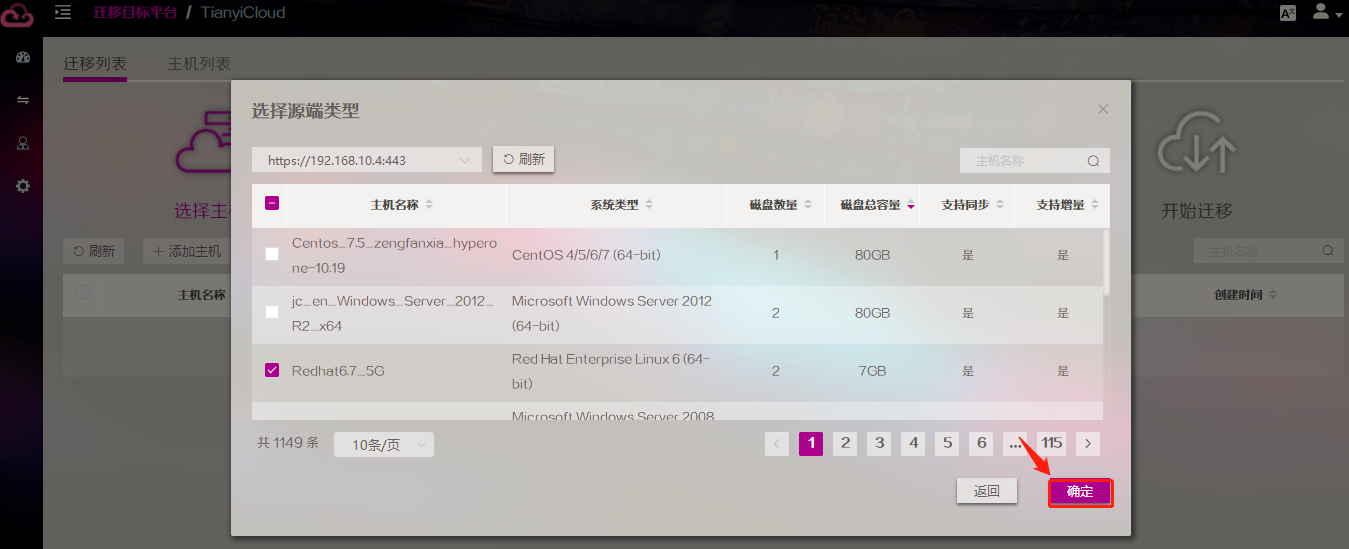 迁移目标平台 / TianyiCloud
迁移列表 主机列表
选择源端类型
https://192.168.10.4:443 刷新 主机名称
主机名称 系统类型 磁盘数量 磁盘总容量 支持同步 支持增量
Centos_7.5_zengfanxia_hypero
ne-10.19
CentOS 4/5/6/7 (64-bit) 1 80GB 是 是
jc_en_Windows_Server_2012_
R2_x64
Microsoft Windows Server 2012
(64-bit)
2 80GB 是 是
Redhat6.7_5G
Red Hat Enterprise Linux 6 (64-
bit)
2 7GB 是 是
Microsoft Windows Server 2008
共 1149 条 10条/页 1 2 3 4 5 6 ... 115
返回 确定
选择主
刷新 添加主机
主机名称
开始迁移
主机名称
创建时间